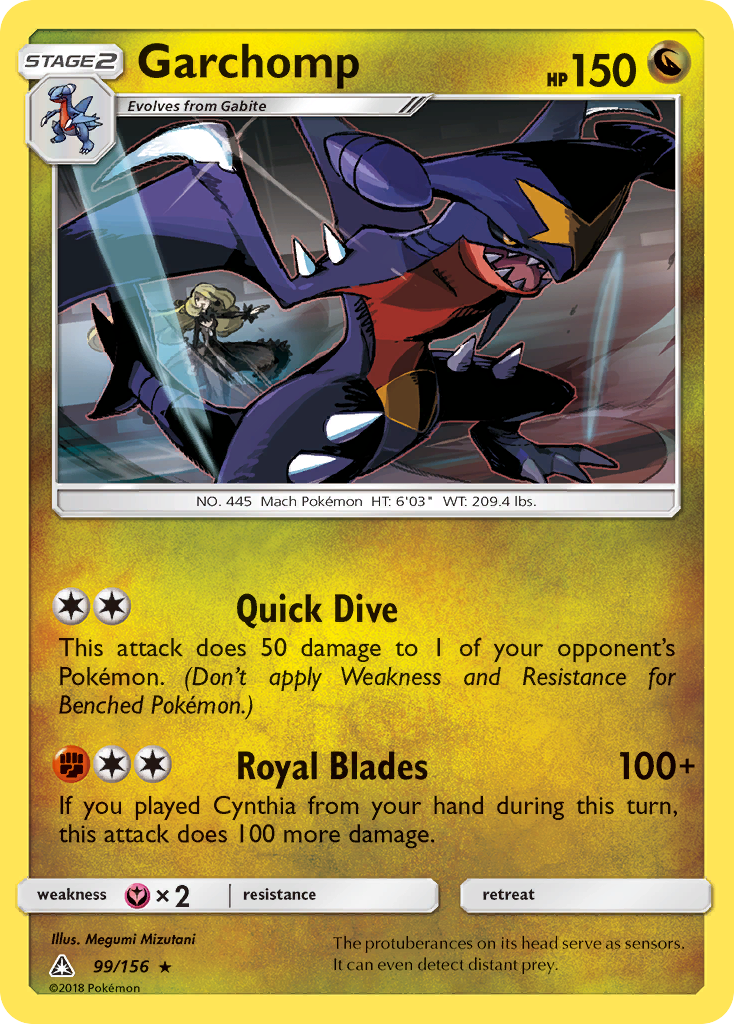 STAGE2
Garchomp
HP 150
Evolves from Gabite
NO. 445 Mach Pokémon HT: 6'03" WT: 209.4 lbs.
Quick Dive
This attack does 50 damage to 1 of your opponent's
Pokémon. (Don't apply Weakness and Resistance for
Benched Pokémon.)
Royal Blades 100+
If you played Cynthia from your hand during this turn,
this attack does 100 more damage.
weakness × 2 resistance retreat
Illus. Megumi Mizutani
99/156 ★
©2018 Pokémon
The protuberances on its head serve as sensors.
It can even detect distant prey.